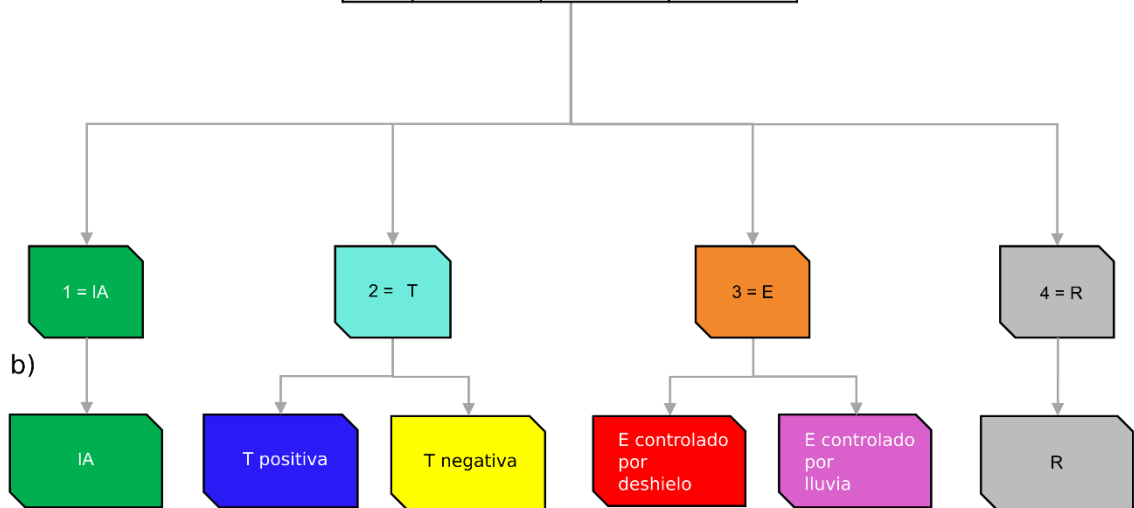 1 = IA
2 = T
3 = E
4 = R
b)
IA
T positiva
T negativa
E controlado
por
deshielo
E controlado
por
lluvia
R